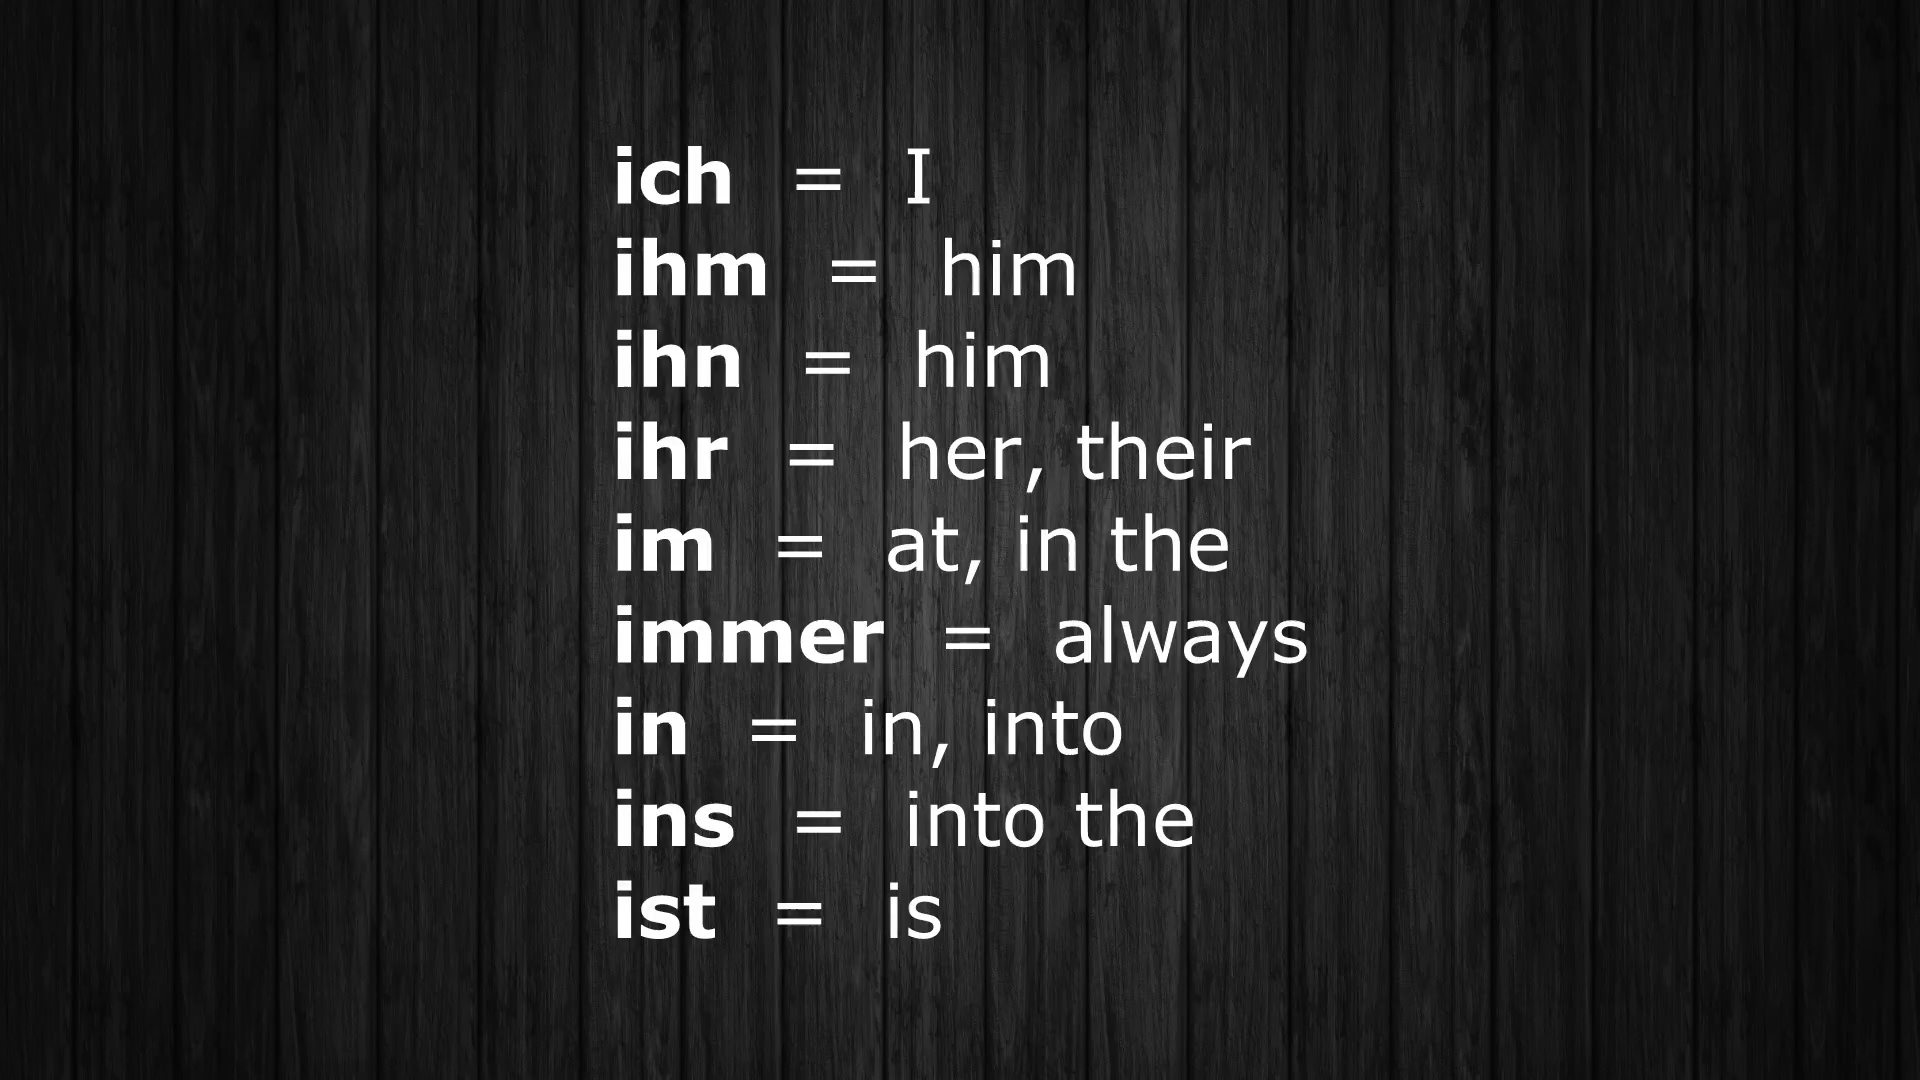 ich = I
ihm = him
ihn = him
ihr = her, their
im = at, in the
immer = always
in = in, into
ins = into the
ist = is